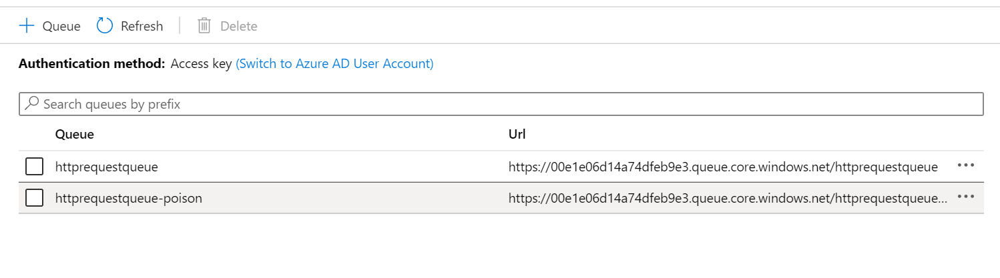 Queue Refresh Delete
Authentication method: Access key (Switch to Azure AD User Account)
Search queues by prefix
Queue Url
httprequestqueue https://00e1e06d14a74dfeb9e3.queue.core.windows.net/httprequestqueue
httprequestqueue-poison https://00e1e06d14a74dfeb9e3.queue.core.windows.net/httprequestqueue...